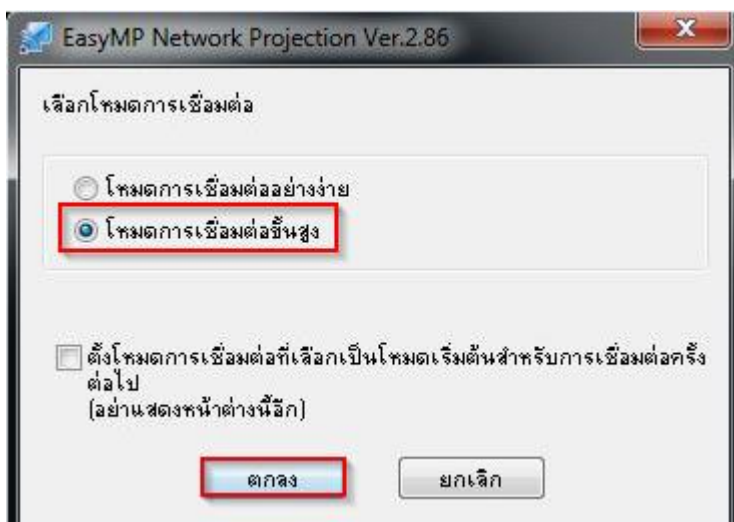 EasyMP Network Projection Ver.2.86
เลือกโหมดการเชื่อมต่อ
โหมดการเชื่อมต่ออย่างง่าย
โหมดการเชื่อมต่อขั้นสูง
ตั้งโหมดการเชื่อมต่อที่เลือกเป็นโหมดเริ่มต้นสำหรับการเชื่อมต่อครั้ง
ต่อไป
(อย่าแสดงหน้าต่างนี้อีก)
ตกลง
ยกเลิก